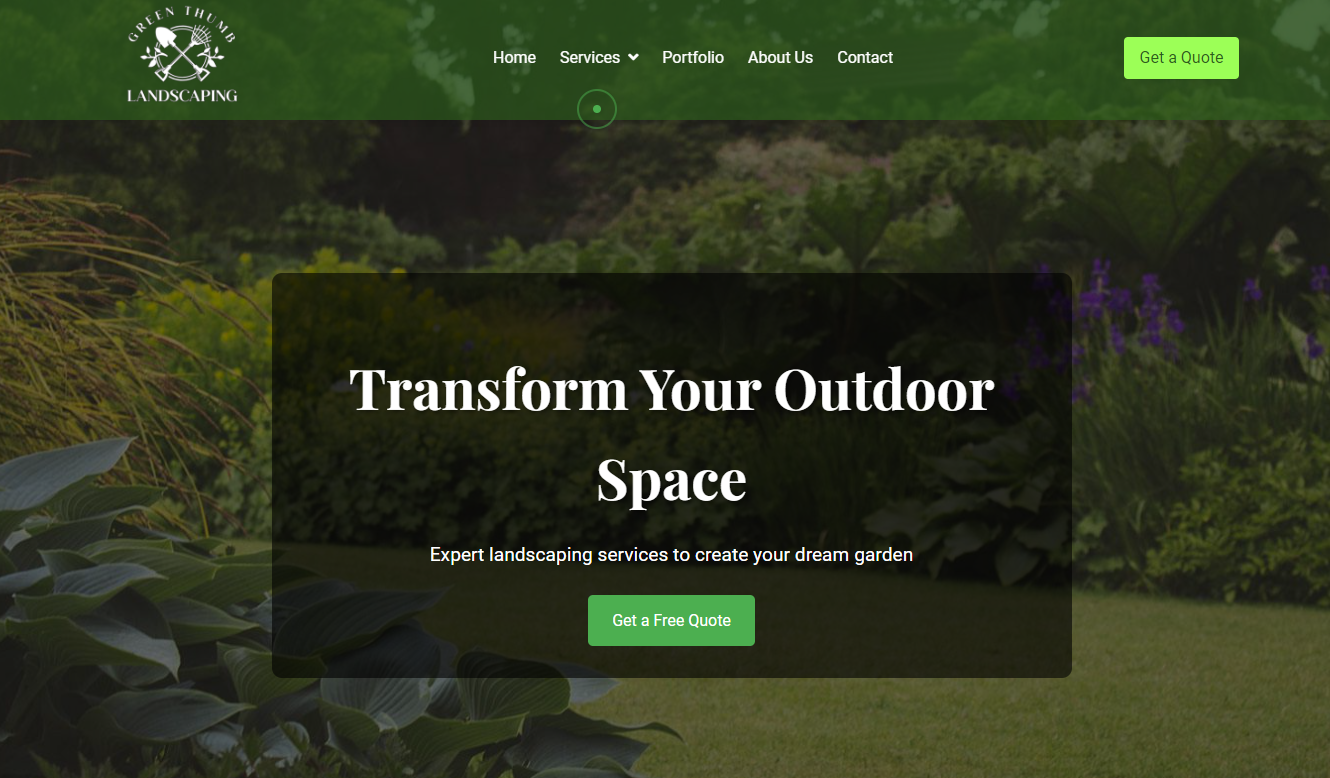 GREEN THUMB
LANDSCAPING
Home Services Portfolio About Us Contact
Get a Quote
Transform Your Outdoor
Space
Expert landscaping services to create your dream garden
Get a Free Quote